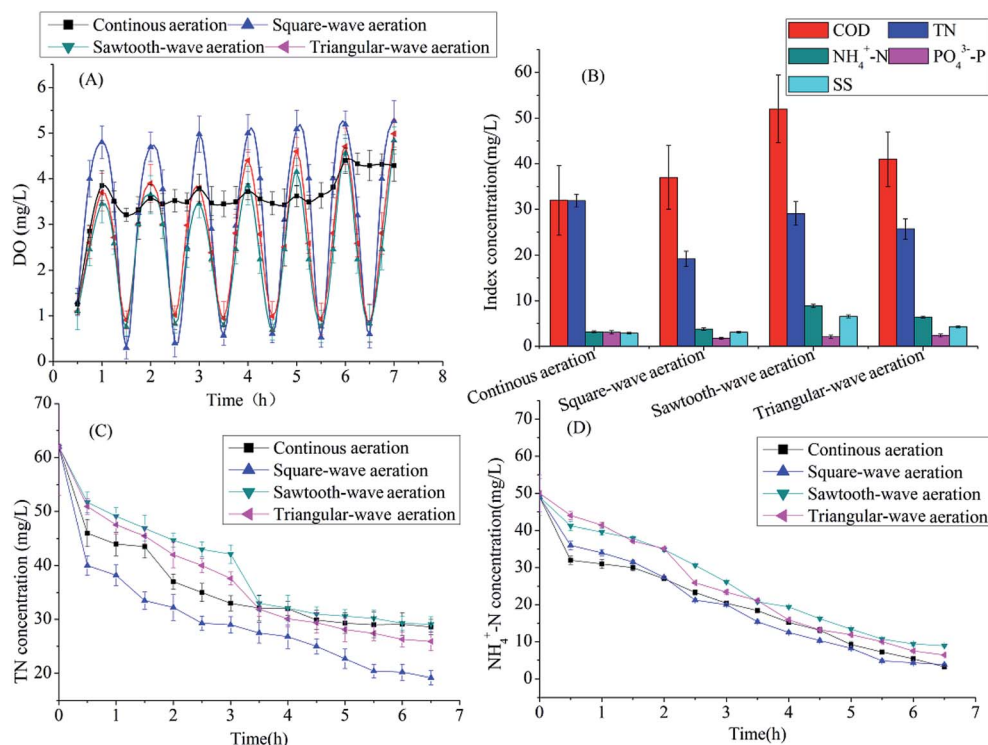 Continous aeration Square-wave aeration
Sawtooth-wave aeration Triangular-wave aeration
(A)
6
5
4
3
2
1
0
DO (mg/L)
0 1 2 3 4 5 6 7 8
Time (h)
COD TN
NH₄⁺-N PO₄³⁻-P
SS
(B)
60
50
40
30
20
10
0
Index concentration(mg/L)
Continous aeration
Square-wave aeration
Sawtooth-wave aeration
Triangular-wave aeration
(C)
Continous aeration
Square-wave aeration
Sawtooth-wave aeration
Triangular-wave aeration
70
60
50
40
30
20
TN concentration (mg/L)
0 1 2 3 4 5 6 7
Time(h)
(D)
Continous aeration
Square-wave aeration
Sawtooth-wave aeration
Triangular-wave aeration
70
60
50
40
30
20
10
0
NH₄⁺-N concentration(mg/L)
0 1 2 3 4 5 6 7
Time(h)